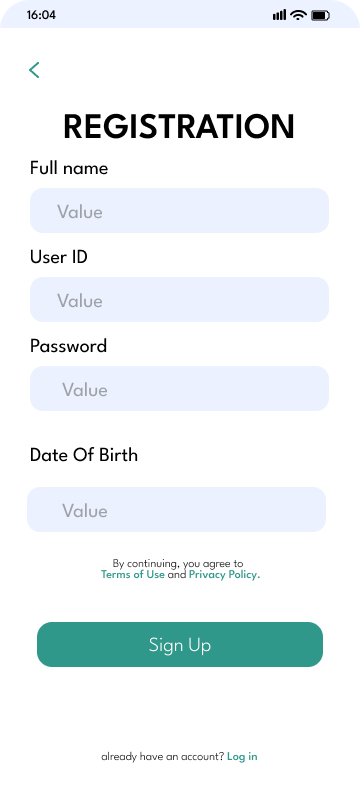 16:04
REGISTRATION
Full name
Value
User ID
Value
Password
Value
Date Of Birth
Value
By continuing, you agree to
Terms of Use and Privacy Policy.
Sign Up
already have an account? Log in